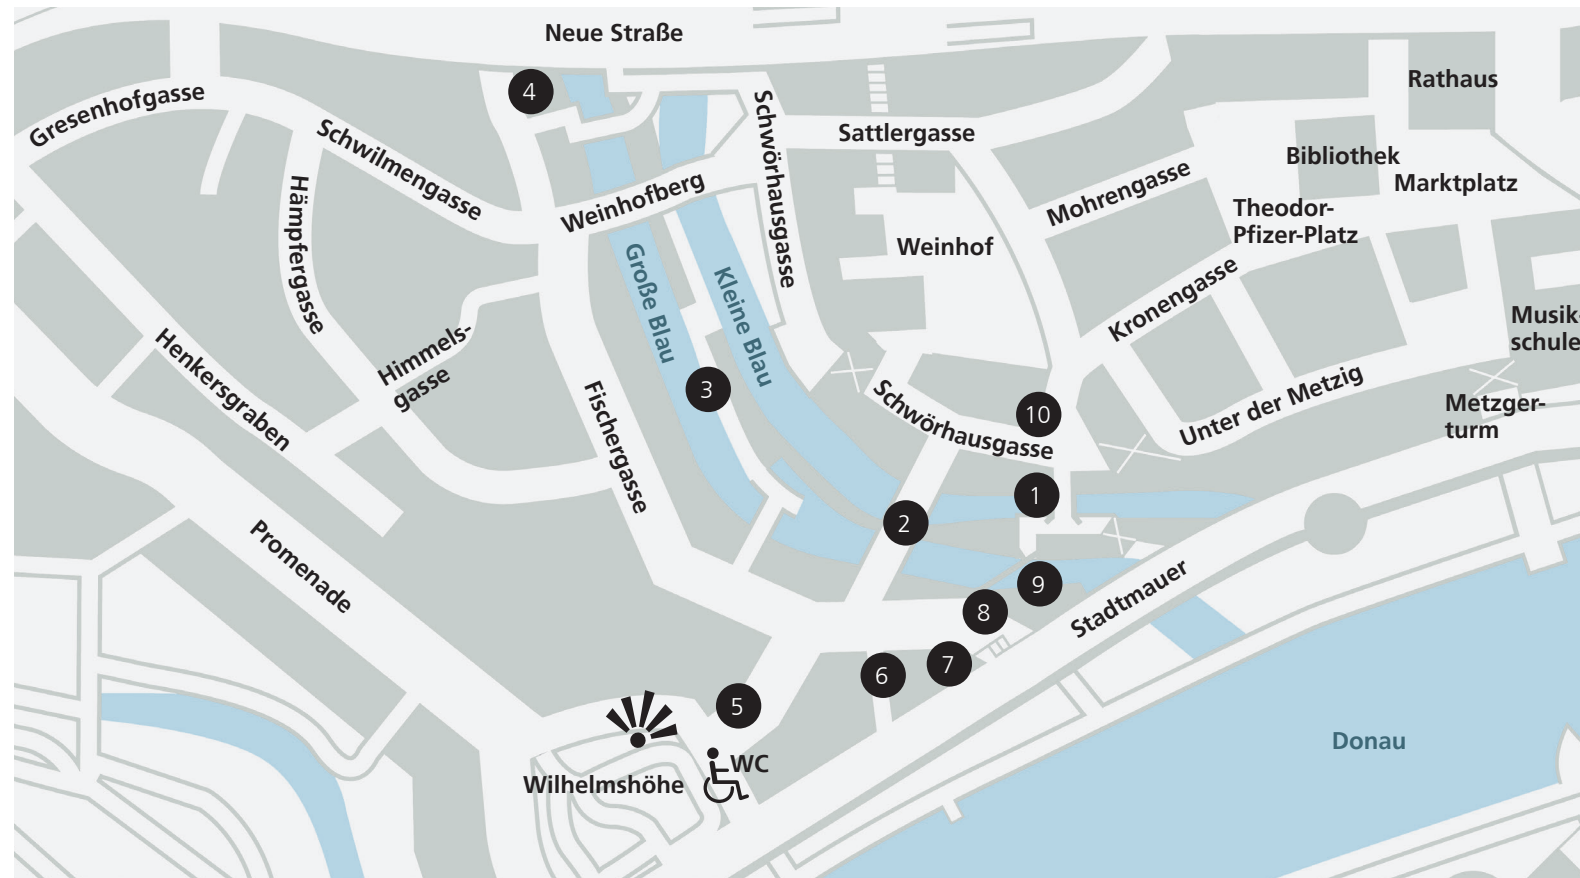 Neue Straße
Rathaus
4
Gresenhofgasse
Schwilmengasse
Schwörhausgasse
Sattlergasse
Bibliothek
Marktplatz
Mohrengasse
Theodor-
Pfizer-Platz
Hämpfergasse
Weinhofberg
Weinhof
Große Blau
Kleine Blau
Kronengasse
Musik-
schule
Henkersgraben
Himmels-
gasse
3
Fischergasse
Schwörhausgasse
10
Unter der Metzig
Metzger-
turm
1
2
Promenade
9
8
Stadtmauer
7
6
5
Donau
WC
Wilhelmshöhe